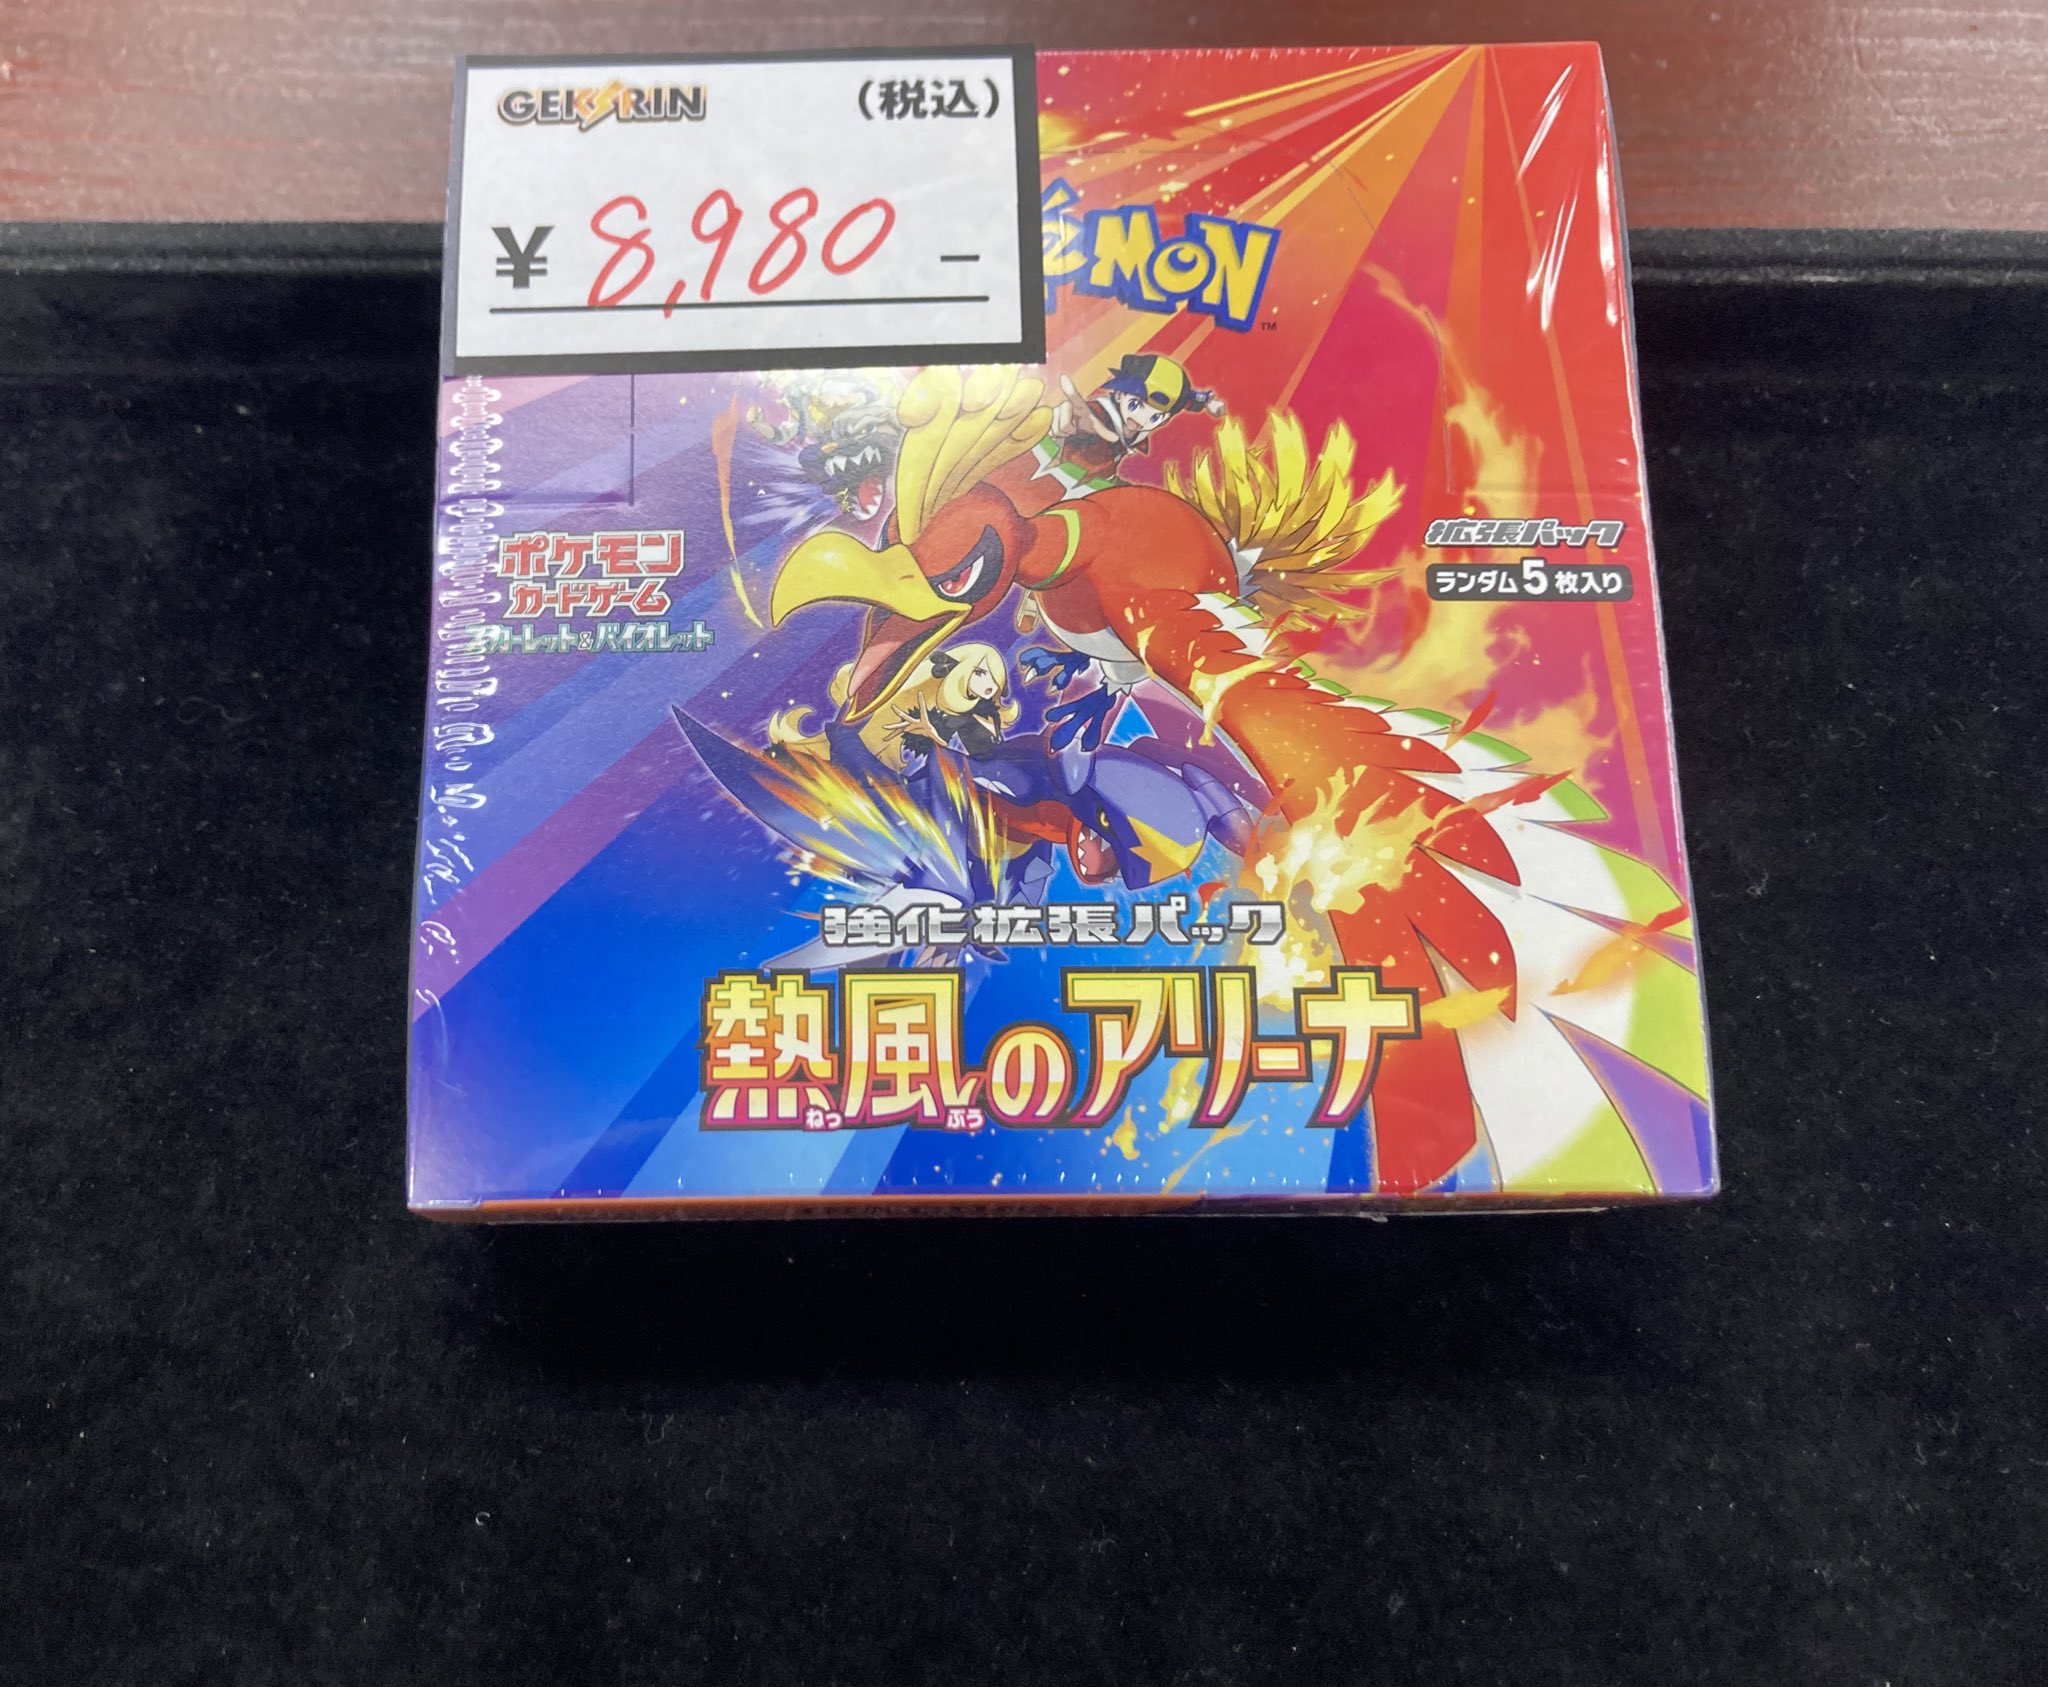 GEKIRIN
(税込)
¥ 8,980 -
POKéMON
TM
ポケモン
カードゲーム
スカーレット&バイオレット
拡張パック
ランダム5枚入り
強化拡張パック
熱風のアリーナ
ねっ ぷう